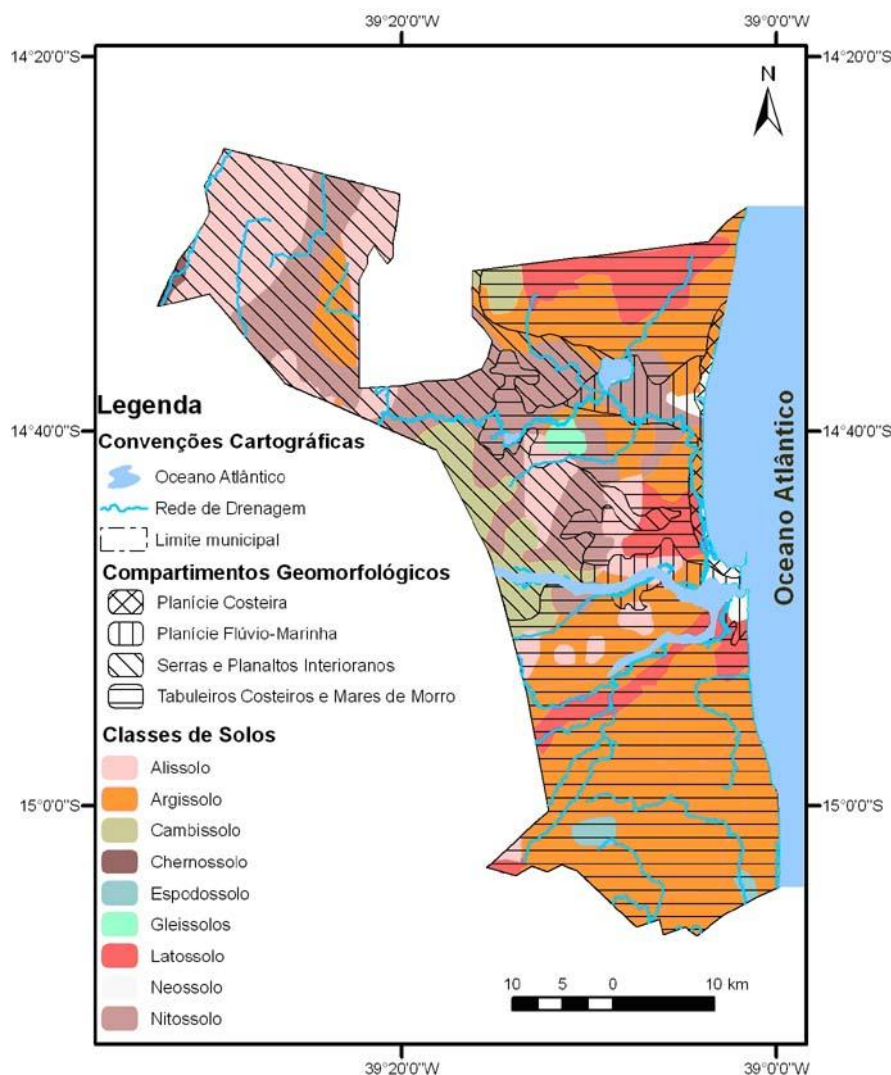 39°20'0"W
39°0'0"W
14°20'0"S
14°20'0"S
N
Legenda
Convenções Cartográficas
Oceano Atlântico
Rede de Drenagem
Limite municipal
Compartimentos Geomorfológicos
Planície Costeira
Planície Flúvio-Marinha
Serras e Planaltos Interioranos
Tabuleiros Costeiros e Mares de Morro
Classes de Solos
Alissolo
Argissolo
Cambissolo
Chernossolo
Espodossolo
Gleissolos
Latossolo
Neossolo
Nitossolo
14°40'0"S
14°40'0"S
Oceano Atlântico
15°0'0"S
15°0'0"S
10 5 0 10 km
39°20'0"W
39°0'0"W